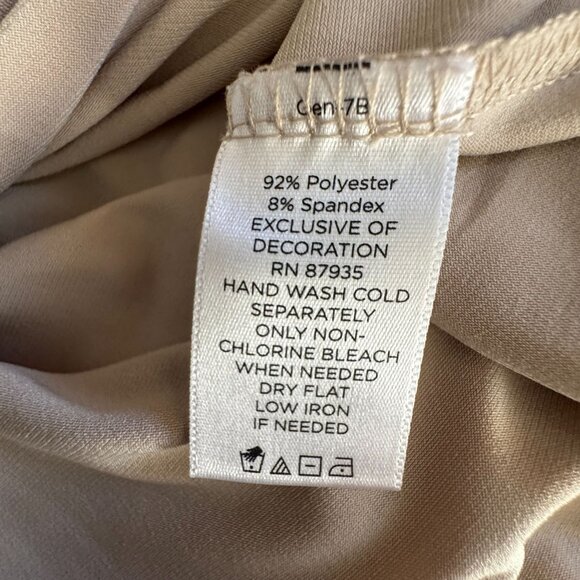 Gen-7B
92% Polyester
8% Spandex
EXCLUSIVE OF
DECORATION
RN 87935
HAND WASH COLD
SEPARATELY
ONLY NON-
CHLORINE BLEACH
WHEN NEEDED
DRY FLAT
LOW IRON
IF NEEDED